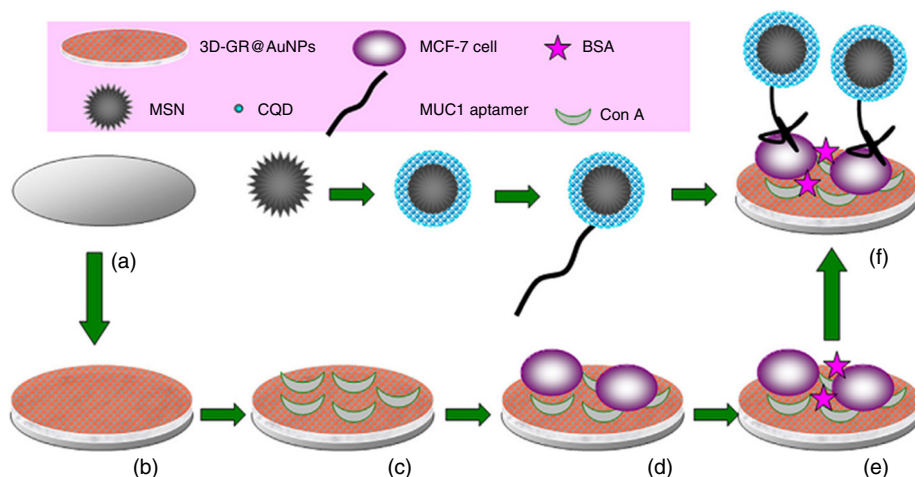 3D-GR@AuNPs MCF-7 cell BSA
MSN CQD MUC1 aptamer Con A
(a) (f)
(b) (c) (d) (e)